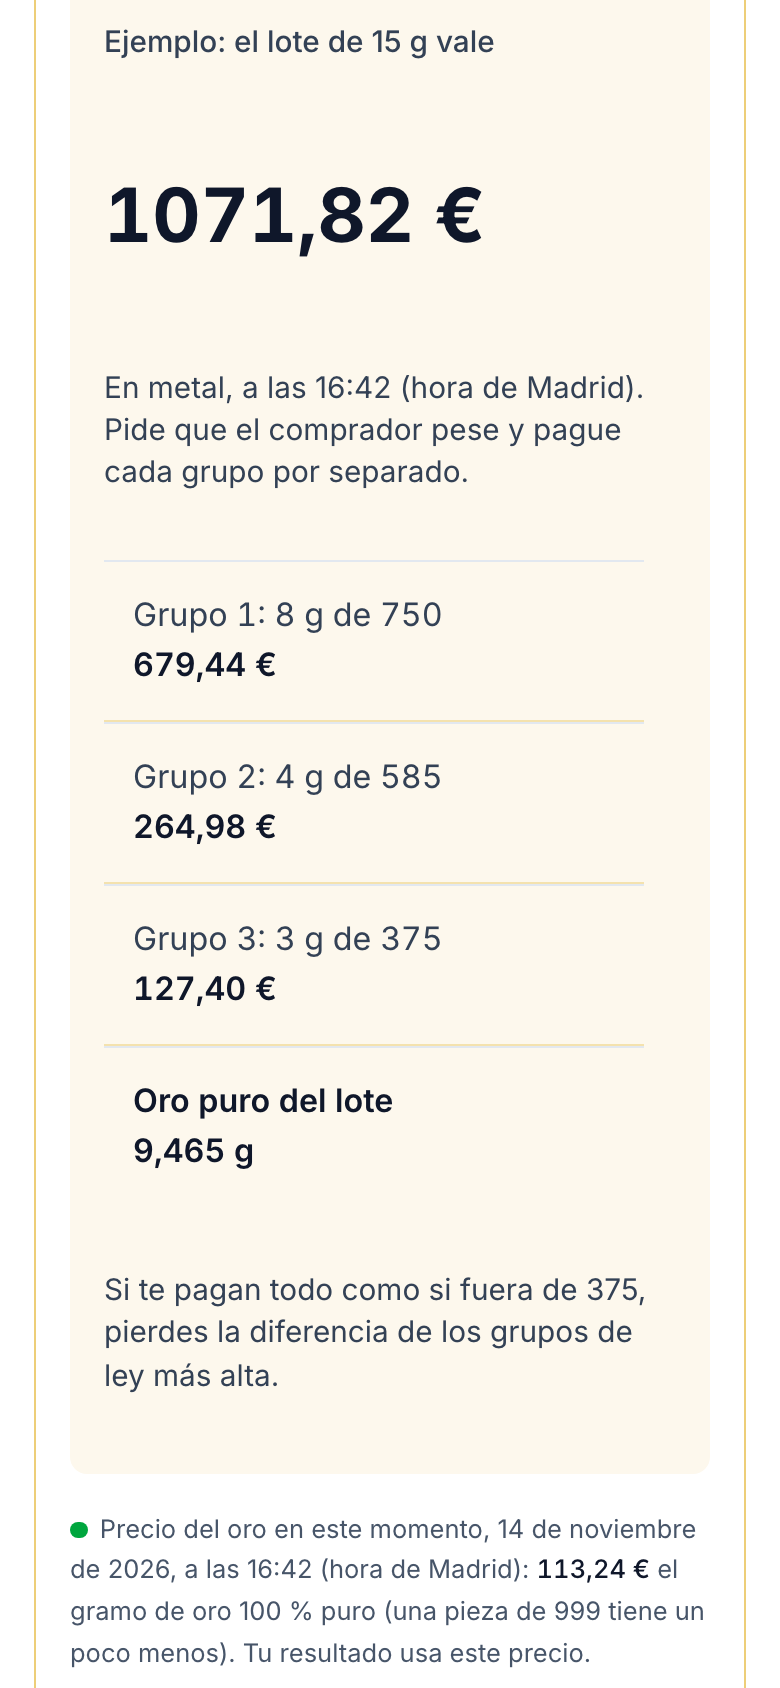 Ejemplo: el lote de 15 g vale
1071,82 €
En metal, a las 16:42 (hora de Madrid).
Pide que el comprador pese y pague
cada grupo por separado.
Grupo 1: 8 g de 750
679,44 €
Grupo 2: 4 g de 585
264,98 €
Grupo 3: 3 g de 375
127,40 €
Oro puro del lote
9,465 g
Si te pagan todo como si fuera de 375,
pierdes la diferencia de los grupos de
ley más alta.
Precio del oro en este momento, 14 de noviembre
de 2026, a las 16:42 (hora de Madrid): 113,24 € el
gramo de oro 100 % puro (una pieza de 999 tiene un
poco menos). Tu resultado usa este precio.